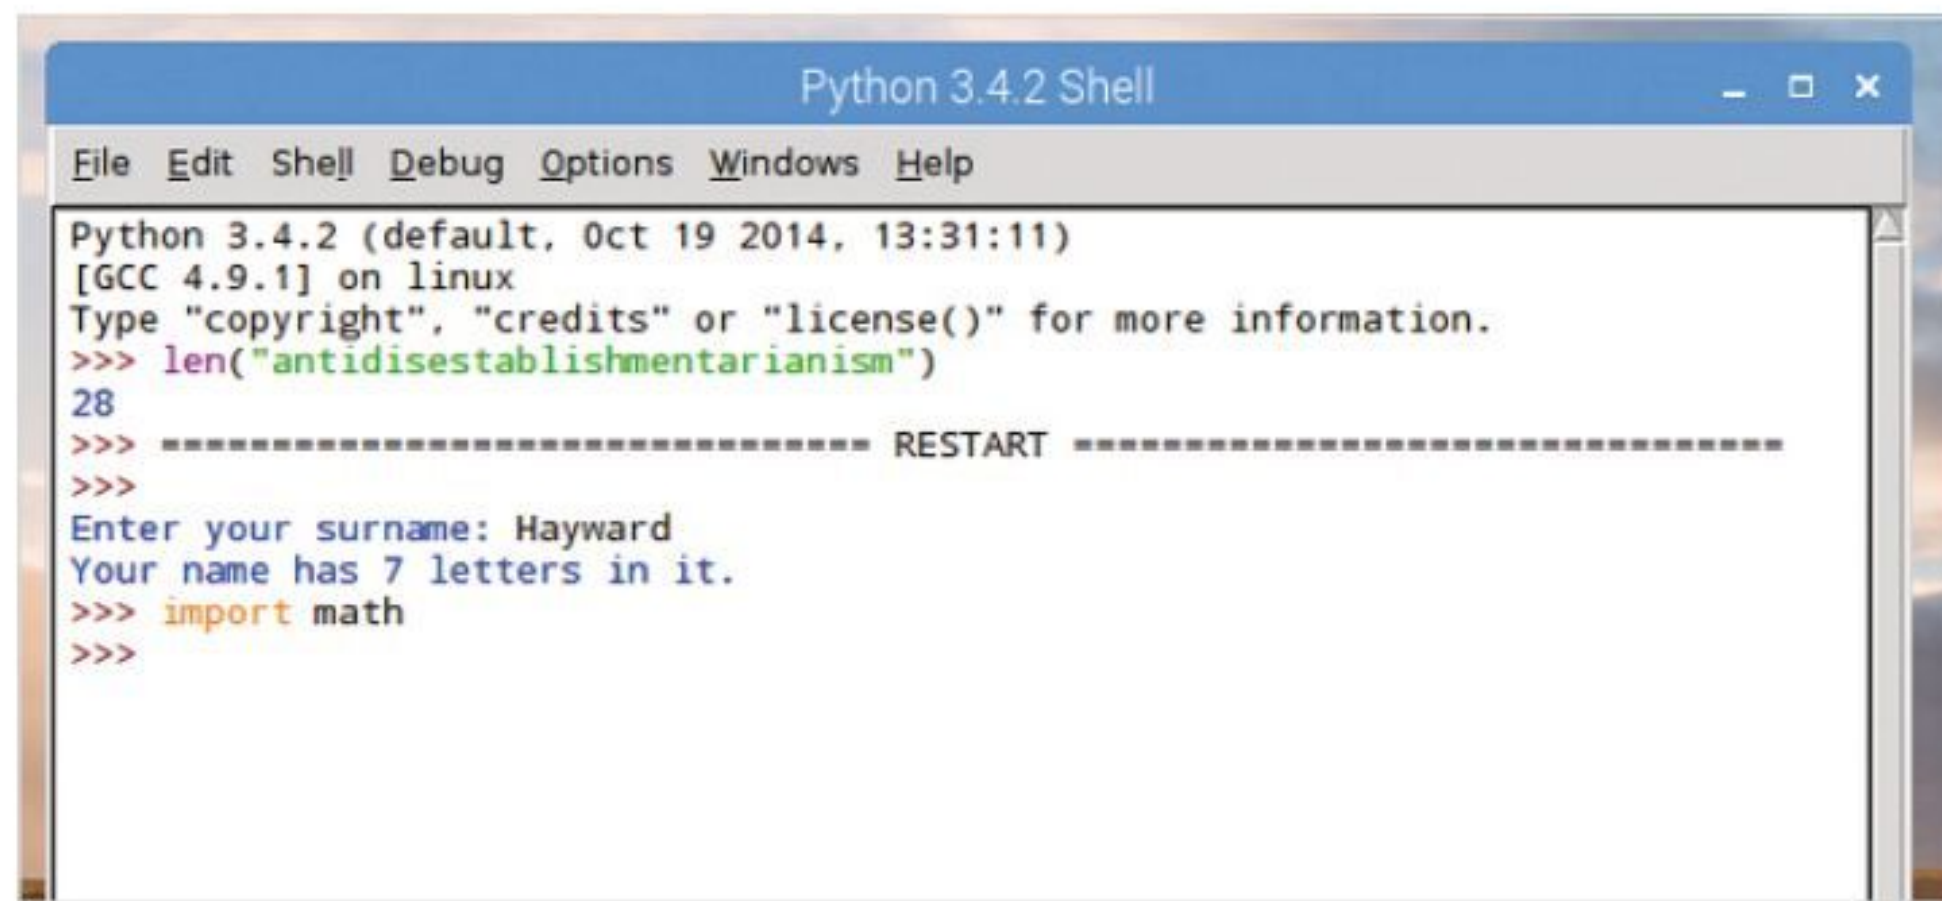 Python 3.4.2 Shell
File Edit Shell Debug Options Windows Help
Python 3.4.2 (default, Oct 19 2014, 13:31:11)
[GCC 4.9.1] on linux
Type "copyright", "credits" or "license()" for more information.
>>> len("antidisestablishmentarianism")
28
>>> ================================ RESTART ================================
>>>
Enter your surname: Hayward
Your name has 7 letters in it.
>>> import math
>>>